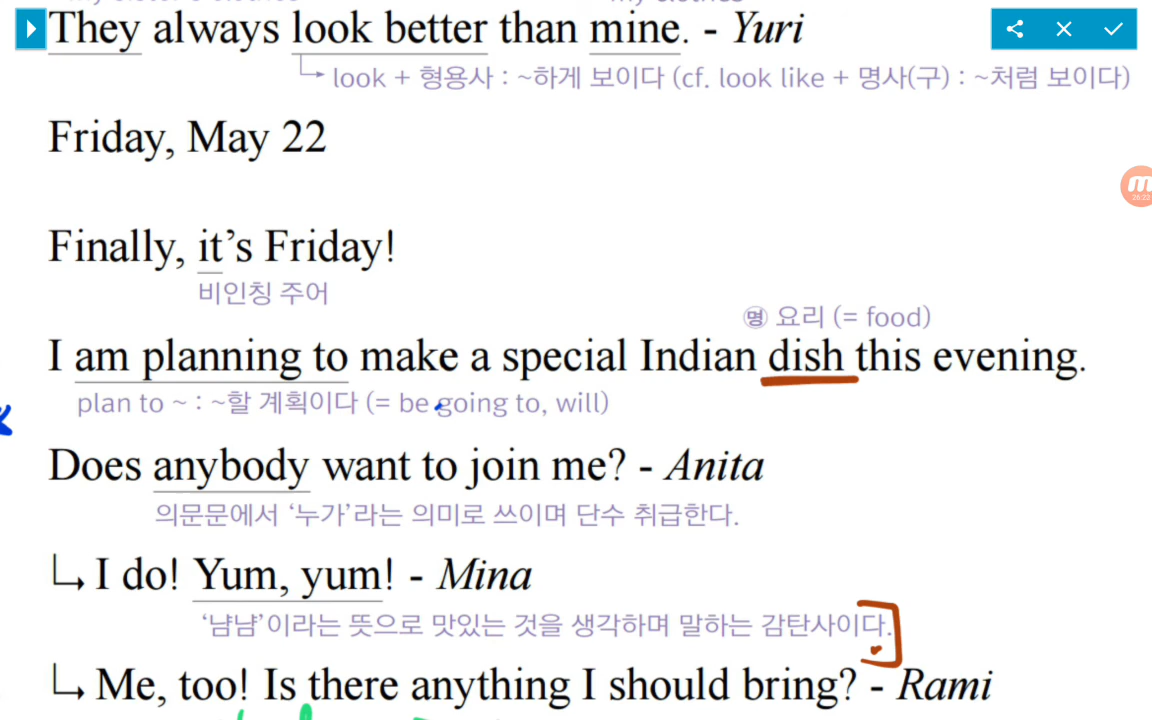 They always look better than mine. - Yuri
look + 형용사 : ~하게 보이다 (cf. look like + 명사(구) : ~처럼 보이다)
Friday, May 22
Finally, it's Friday!
비인칭 주어
명 요리 (= food)
I am planning to make a special Indian dish this evening.
plan to ~ : ~할 계획이다 (= be going to, will)
Does anybody want to join me? - Anita
의문문에서 ‘누가’라는 의미로 쓰이며 단수 취급한다.
I do! Yum, yum! - Mina
‘냠냠’이라는 뜻으로 맛있는 것을 생각하며 말하는 감탄사이다.
Me, too! Is there anything I should bring? - Rami